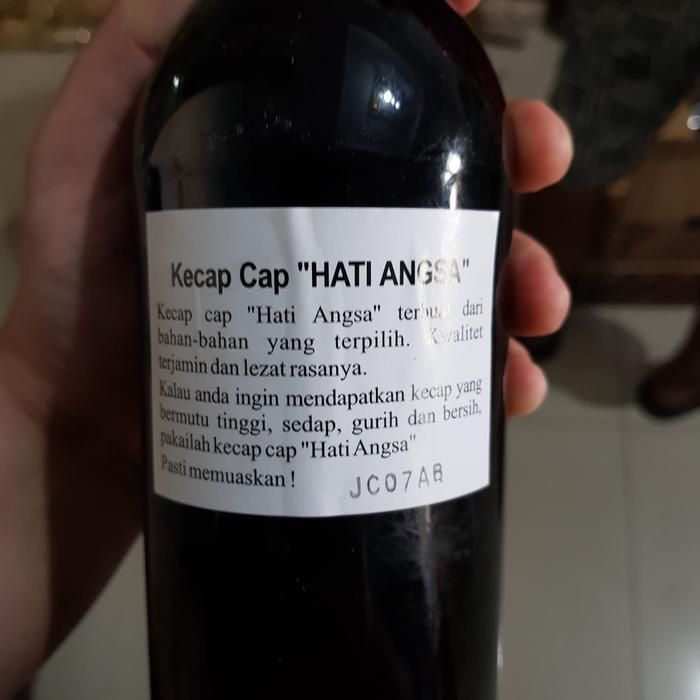 Kecap Cap "HATI ANGSA"
Kecap cap "Hati Angsa" terbuat dari
bahan-bahan yang terpilih. Kwalitet
terjamin dan lezat rasanya.
Kalau anda ingin mendapatkan kecap yang
bermutu tinggi, sedap, gurih dan bersih,
pakailah kecap cap "Hati Angsa"
Pasti memuaskan !
JC07AB